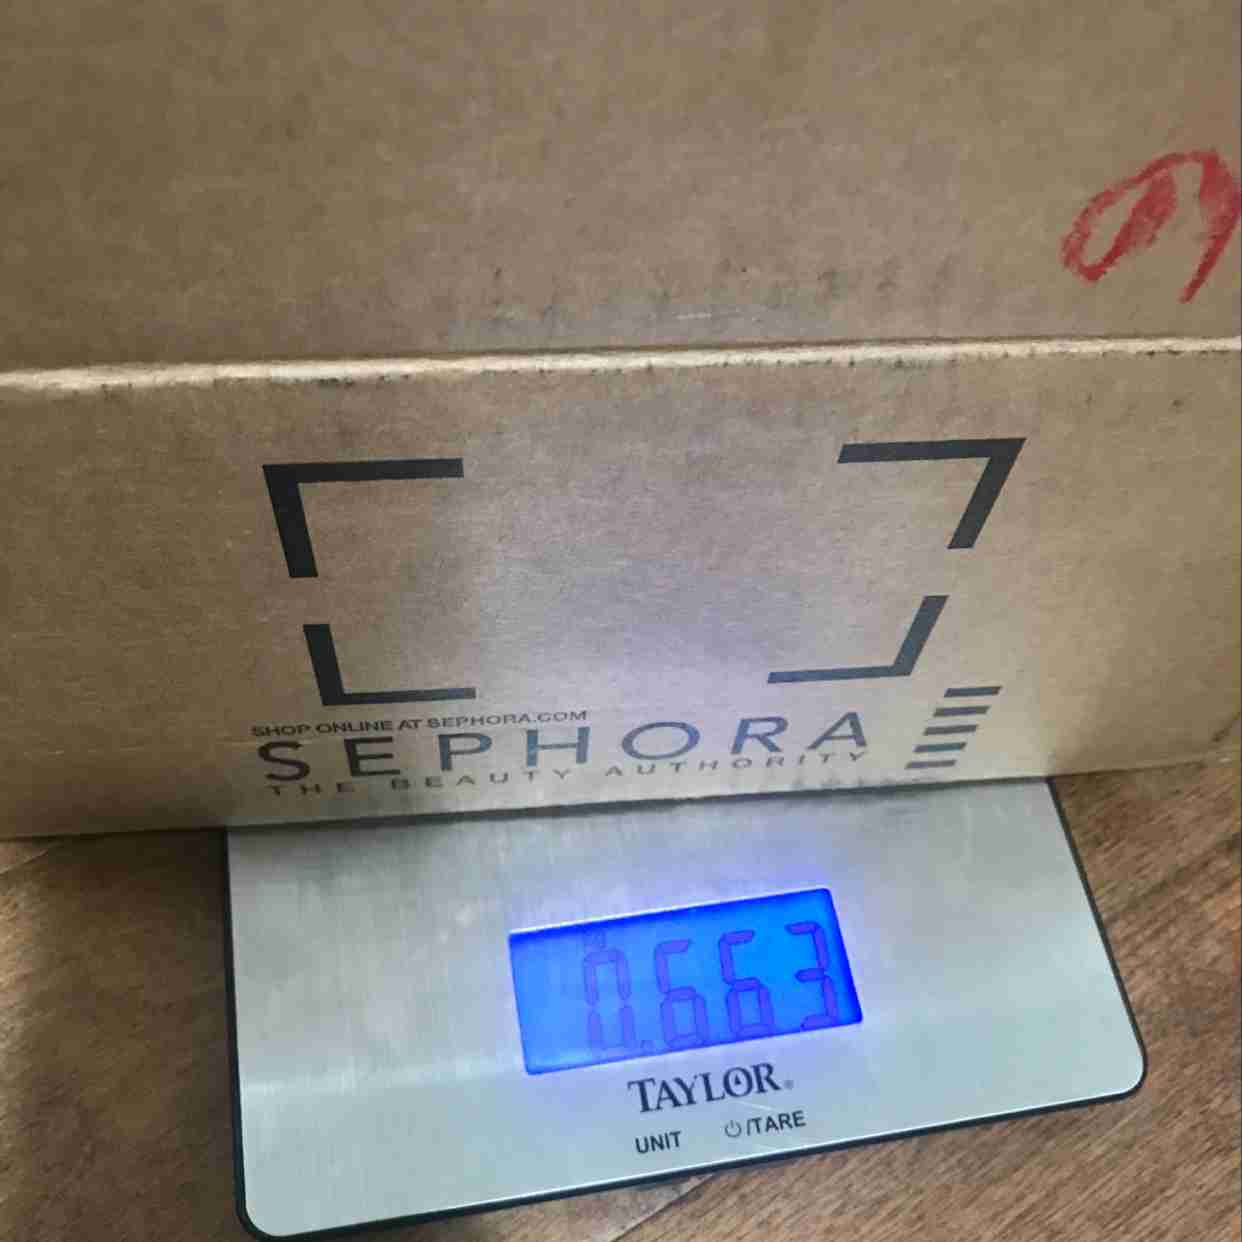 SHOP ONLINE AT SEPHORA.COM
SEPHORA
THE BEAUTY AUTHORITY
0.663
TAYLOR®
UNIT ⏻/TARE